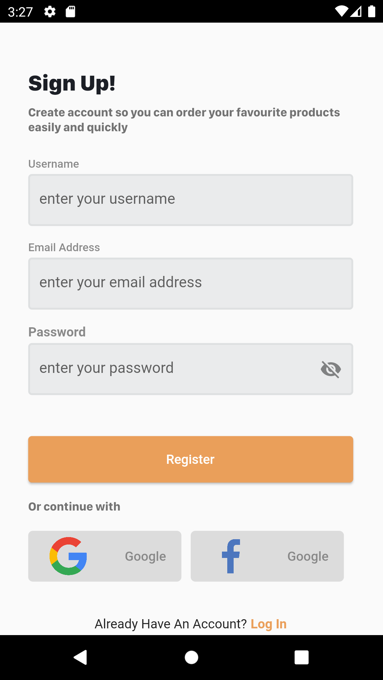 3:27
Sign Up!
Create account so you can order your favourite products
easily and quickly
Username
enter your username
Email Address
enter your email address
Password
enter your password
Register
Or continue with
Google
Google
Already Have An Account? Log In